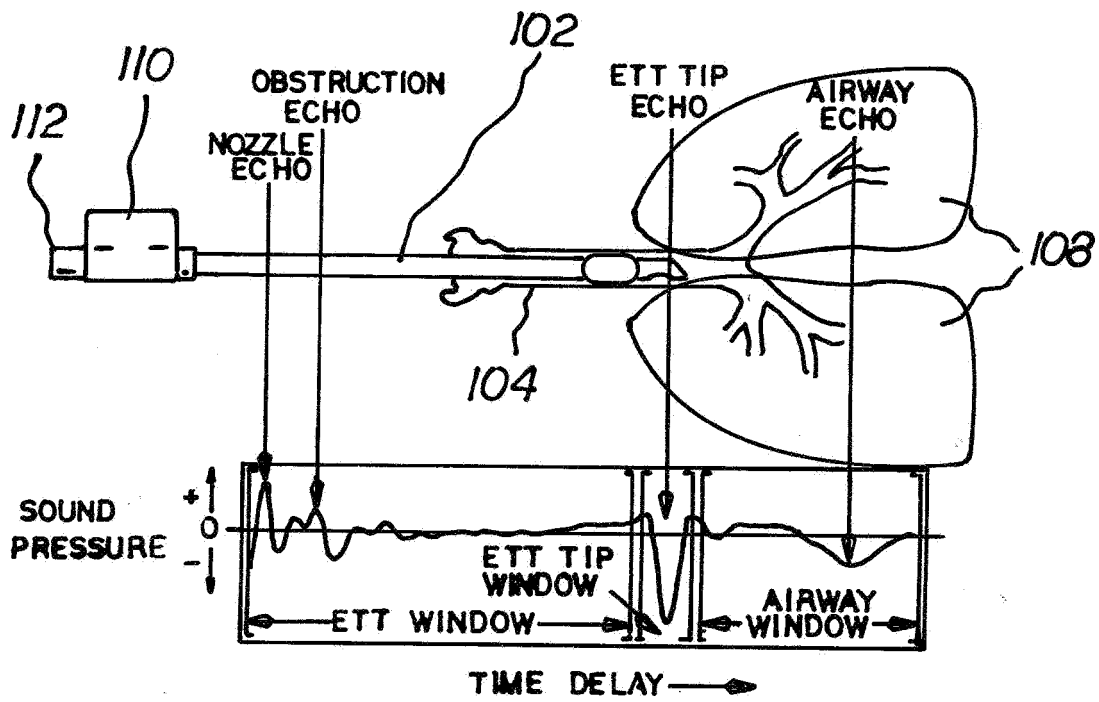 102
110
112
OBSTRUCTION
ECHO
NOZZLE
ECHO
ETT TIP
ECHO
AIRWAY
ECHO
108
104
SOUND
PRESSURE
+
0
-
ETT TIP
WINDOW
ETT WINDOW
AIRWAY
WINDOW
TIME DELAY